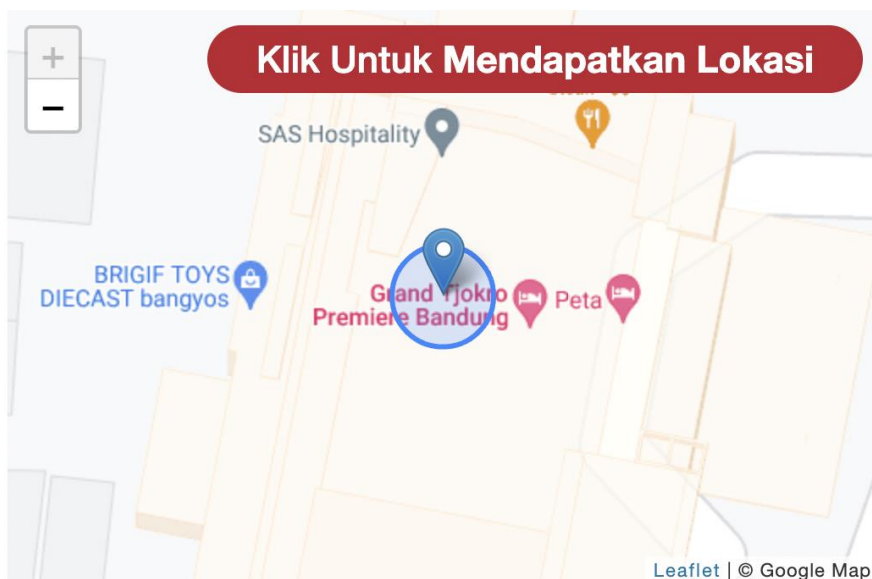 +
Klik Untuk Mendapatkan Lokasi
−
SAS Hospitality
BRIGIF TOYS
DIECAST bangyos
Grand Tjokro
Premiere Bandung
Peta
Leaflet | © Google Map